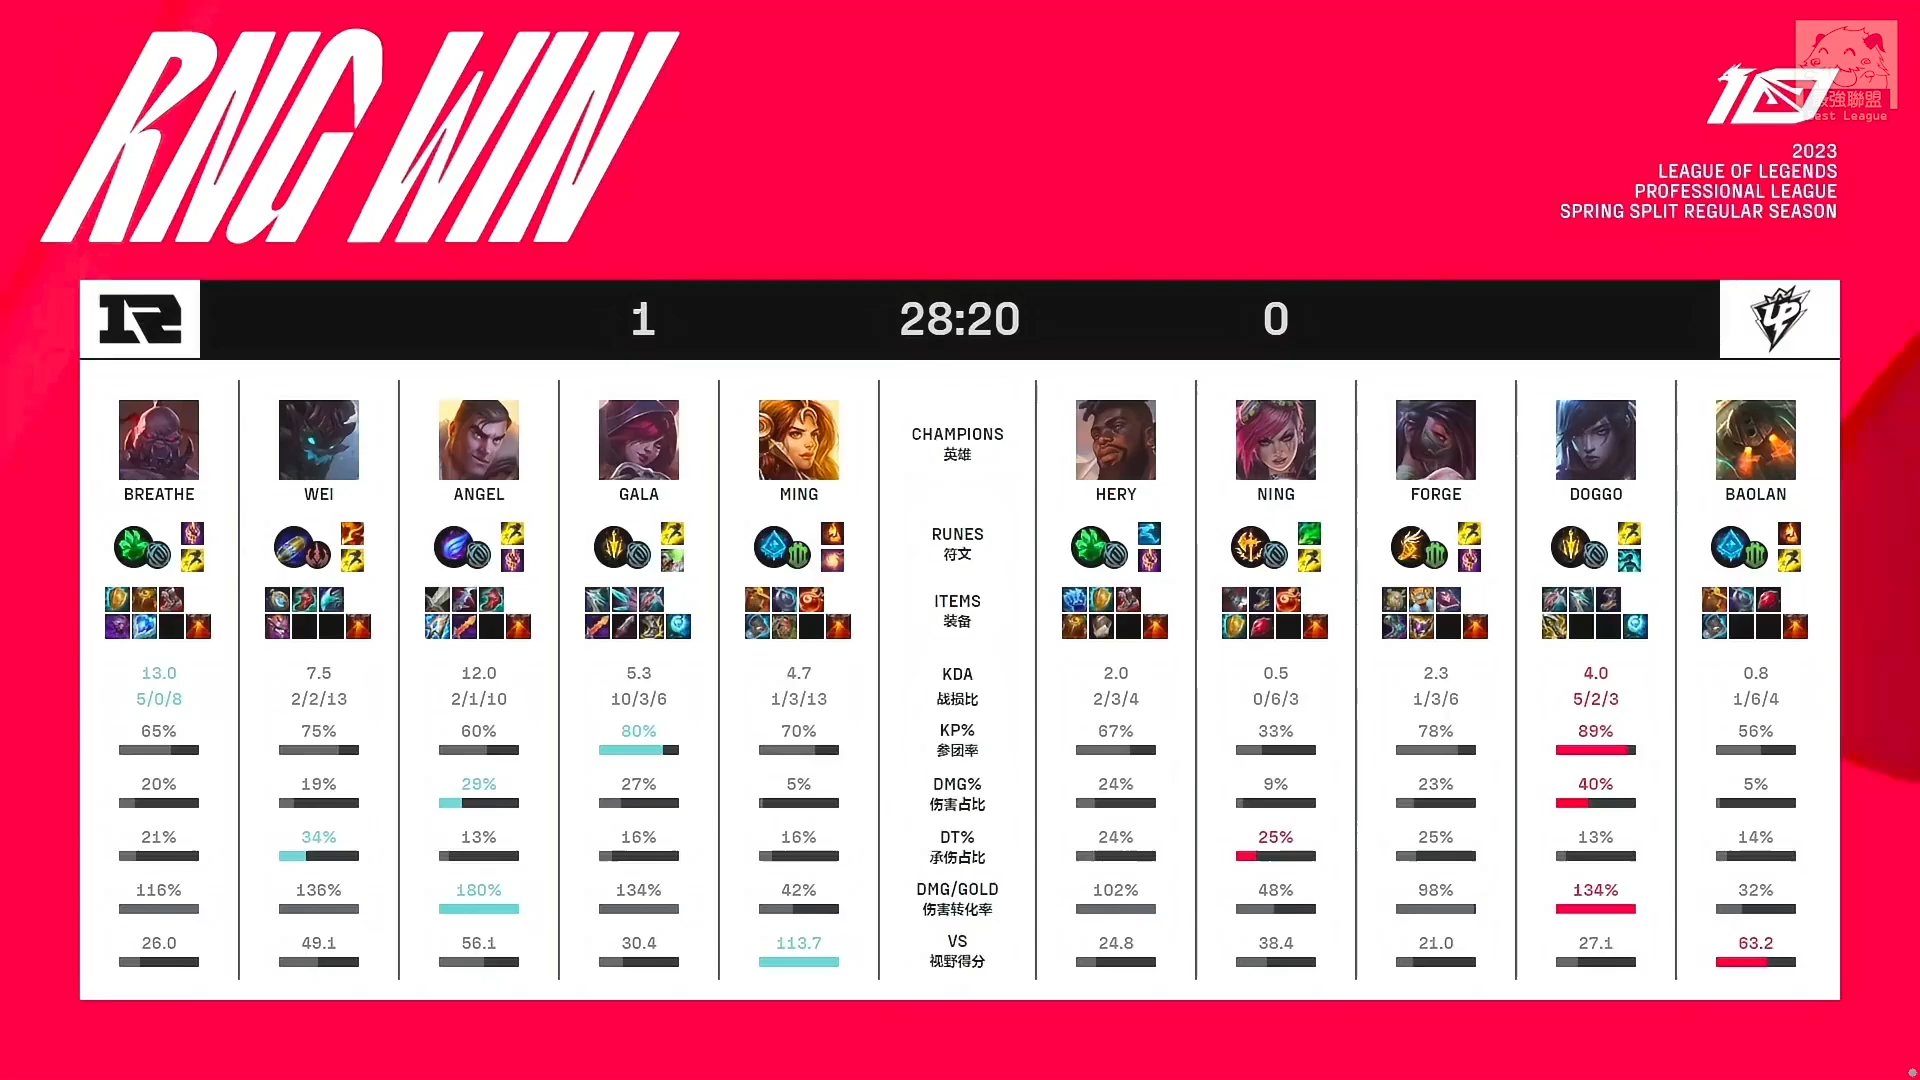 RNG WIN
最強聯盟
Best League
2023
LEAGUE OF LEGENDS
PROFESSIONAL LEAGUE
SPRING SPLIT REGULAR SEASON
1 28:20 0
UP
CHAMPIONS
英雄
BREATHE WEI ANGEL GALA MING HERY NING FORGE DOGGO BAOLAN
RUNES
符文
ITEMS
装备
13.0 7.5 12.0 5.3 4.7 KDA 2.0 0.5 2.3 4.0 0.8
5/0/8 2/2/13 2/1/10 10/3/6 1/3/13 战损比 2/3/4 0/6/3 1/3/6 5/2/3 1/6/4
65% 75% 60% 80% 70% KP% 67% 33% 78% 89% 56%
参团率
20% 19% 29% 27% 5% DMG% 24% 9% 23% 40% 5%
伤害占比
21% 34% 13% 16% 16% DT% 24% 25% 25% 13% 14%
承伤占比
116% 136% 180% 134% 42% DMG/GOLD 102% 48% 98% 134% 32%
伤害转化率
26.0 49.1 56.1 30.4 113.7 VS 24.8 38.4 21.0 27.1 63.2
视野得分